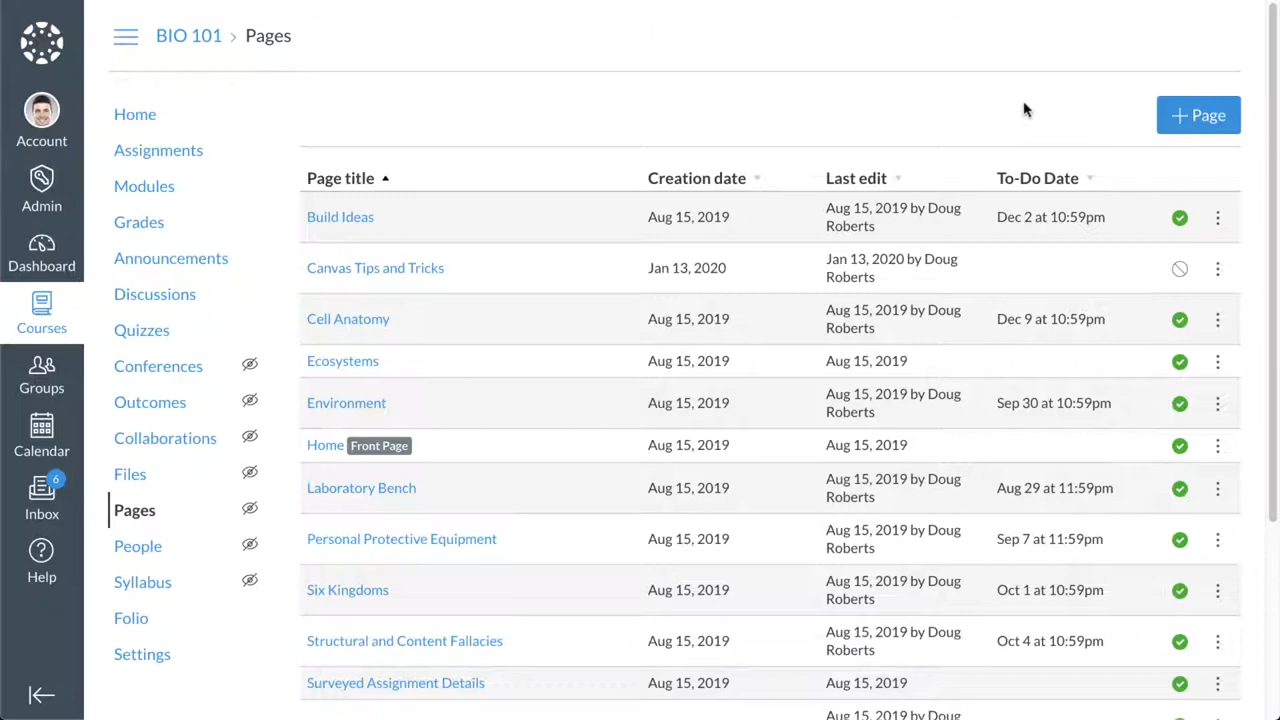 BIO 101 > Pages
Account
Admin
Dashboard
Courses
Groups
Calendar
6
Inbox
Help
Home
Assignments
Modules
Grades
Announcements
Discussions
Quizzes
Conferences
Outcomes
Collaborations
Files
Pages
People
Syllabus
Folio
Settings
+ Page
Page title Creation date Last edit To-Do Date
Build Ideas Aug 15, 2019 Aug 15, 2019 by Doug Roberts Dec 2 at 10:59pm
Canvas Tips and Tricks Jan 13, 2020 Jan 13, 2020 by Doug Roberts
Cell Anatomy Aug 15, 2019 Aug 15, 2019 by Doug Roberts Dec 9 at 10:59pm
Ecosystems Aug 15, 2019 Aug 15, 2019
Environment Aug 15, 2019 Aug 15, 2019 by Doug Roberts Sep 30 at 10:59pm
Home Front Page Aug 15, 2019 Aug 15, 2019
Laboratory Bench Aug 15, 2019 Aug 15, 2019 by Doug Roberts Aug 29 at 11:59pm
Personal Protective Equipment Aug 15, 2019 Aug 15, 2019 by Doug Roberts Sep 7 at 11:59pm
Six Kingdoms Aug 15, 2019 Aug 15, 2019 by Doug Roberts Oct 1 at 10:59pm
Structural and Content Fallacies Aug 15, 2019 Aug 15, 2019 by Doug Roberts Oct 4 at 10:59pm
Surveyed Assignment Details Aug 15, 2019 Aug 15, 2019
Aug 15, 2019 by Doug